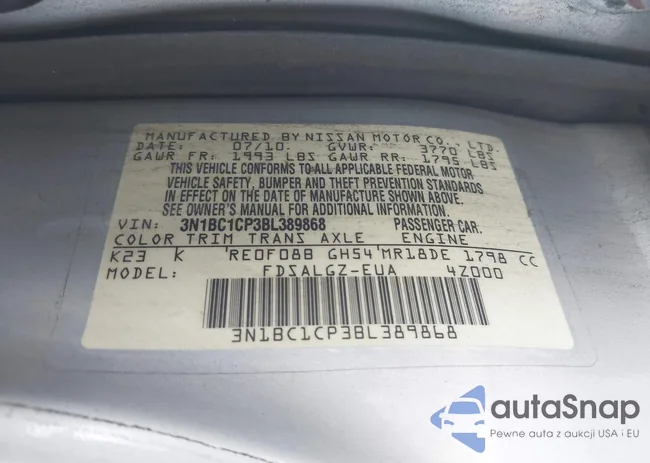 MANUFACTURED BY NISSAN MOTOR CO., LTD.
DATE: 07/10. GVWR: 3770 LBS
GAWR FR: 1993 LBS GAWR RR: 1795 LBS
THIS VEHICLE CONFORMS TO ALL APPLICABLE FEDERAL MOTOR
VEHICLE SAFETY, BUMPER AND THEFT PREVENTION STANDARDS
IN EFFECT ON THE DATE OF MANUFACTURE SHOWN ABOVE.
SEE OWNER'S MANUAL FOR ADDITIONAL INFORMATION.
VIN: 3N1BC1CP3BL389868 PASSENGER CAR.
COLOR TRIM TRANS AXLE ENGINE
K23 K 'RE0F08B GH54'MR18DE 1798 CC
MODEL: FDSALGZ-EUA 4Z000
3N1BC1CP3BL389868
autaSnap
Pewne auta z aukcji USA i EU